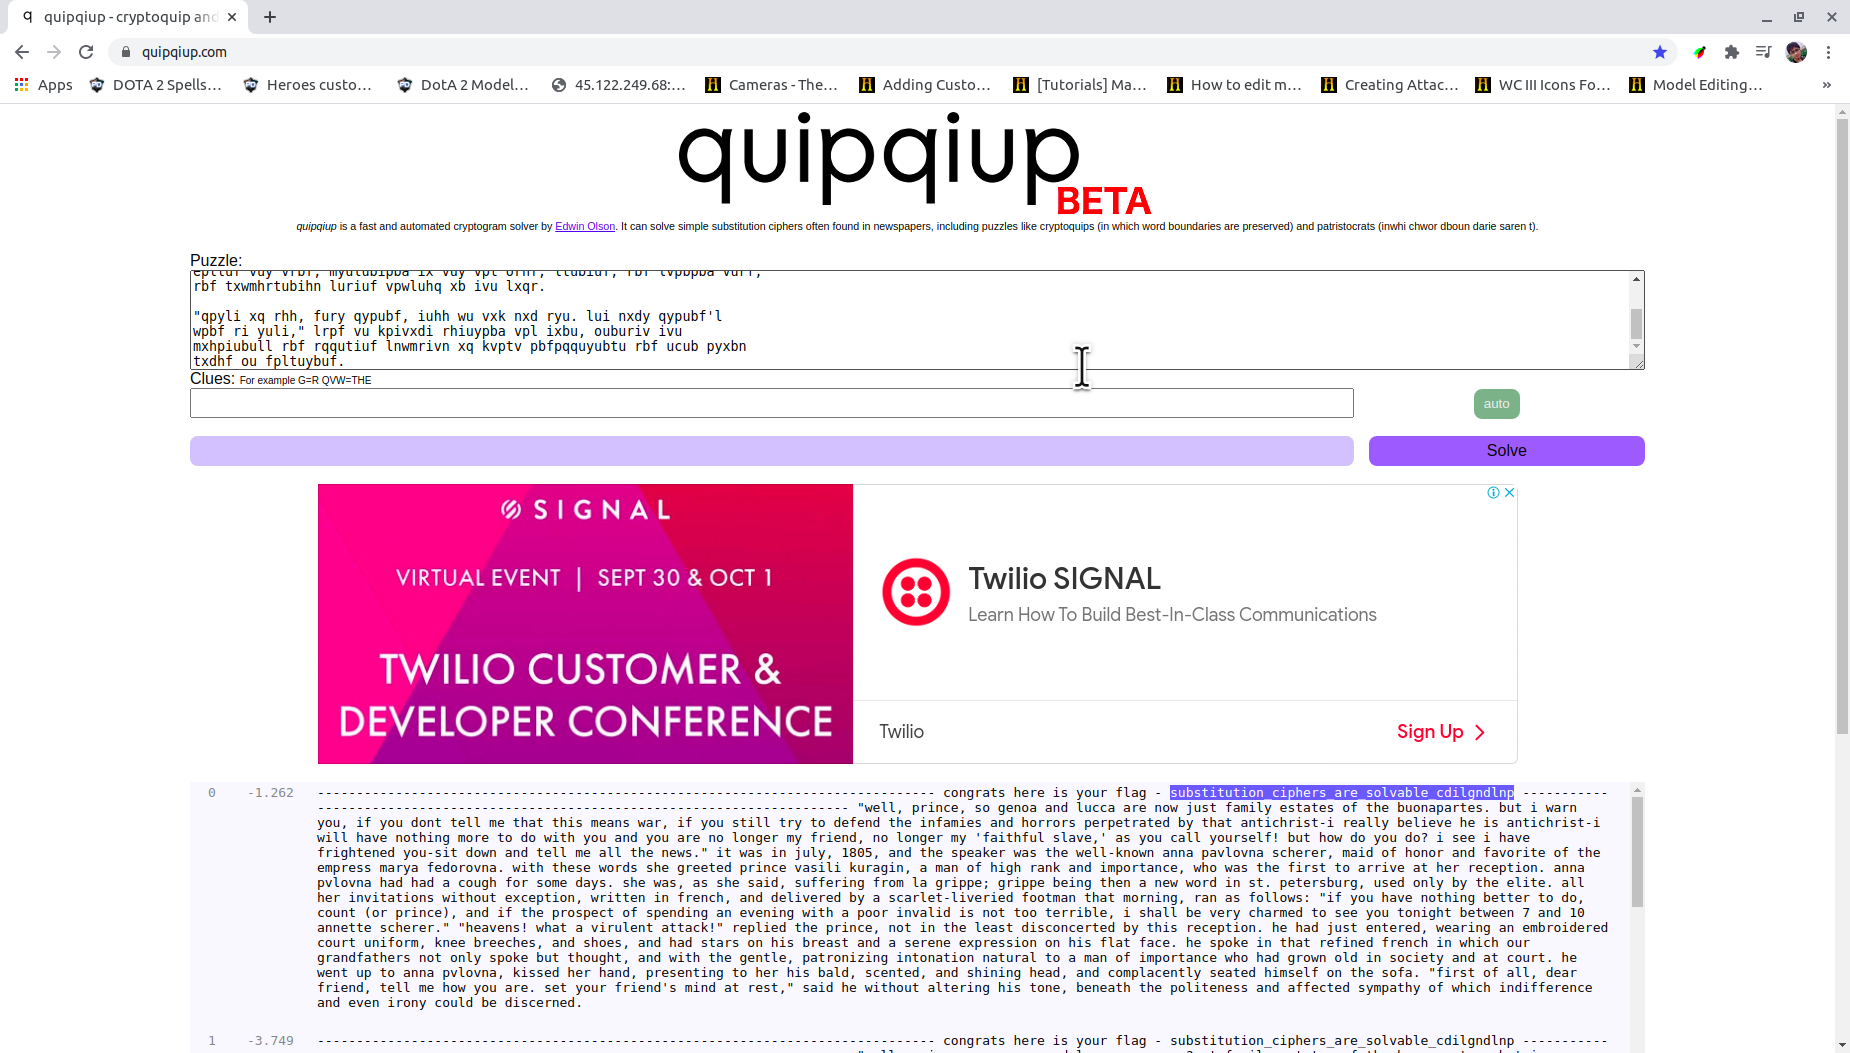 quipqiup - cryptoquip and
quipqiup.com
Apps DOTA 2 Spells... Heroes custo... DotA 2 Model... 45.122.249.68:... Cameras - The... Adding Custo... [Tutorials] Ma... How to edit m... Creating Attac... WC III Icons Fo... Model Editing... »
quipqiup
BETA
quipqiup is a fast and automated cryptogram solver by Edwin Olson. It can solve simple substitution ciphers often found in newspapers, including puzzles like cryptoquips (in which word boundaries are preserved) and patristocrats (inwhi chwor dboun darie saren t).
Puzzle:
rbf txwmhrtubihn luriuf vpwluhq xb ivu lxqr.
"qpyli xq rhh, fury qypubf, iuhh wu vxk nxd ryu. lui nxdy qypubf'l
wpbf ri yuli," lrpf vu kpivxdi rhiuypba vpl ixbu, ouburiv ivu
mxhpiubull rbf rqqutiuf lnwmrivn xq kvptv pbfpqquyubtu rbf ucub pyxbn
txdhf ou fpltuybuf.
Clues: For example G=R QVW=THE
auto
Solve
SIGNAL
VIRTUAL EVENT | SEPT 30 & OCT 1
TWILIO CUSTOMER &
DEVELOPER CONFERENCE
Twilio SIGNAL
Learn How To Build Best-In-Class Communications
Twilio Sign Up
0 -1.262 ------------------------------------------------------------------------------- congrats here is your flag - substitution_ciphers_are_solvable_cdilgndlnp -----------
-------------------------------------------------------------------- "well, prince, so genoa and lucca are now just family estates of the buonapartes. but i warn
you, if you dont tell me that this means war, if you still try to defend the infamies and horrors perpetrated by that antichrist-i really believe he is antichrist-i
will have nothing more to do with you and you are no longer my friend, no longer my 'faithful slave,' as you call yourself! but how do you do? i see i have
frightened you-sit down and tell me all the news." it was in july, 1805, and the speaker was the well-known anna pavlovna scherer, maid of honor and favorite of the
empress marya fedorovna. with these words she greeted prince vasili kuragin, a man of high rank and importance, who was the first to arrive at her reception. anna
pvlovna had had a cough for some days. she was, as she said, suffering from la grippe; grippe being then a new word in st. petersburg, used only by the elite. all
her invitations without exception, written in french, and delivered by a scarlet-liveried footman that morning, ran as follows: "if you have nothing better to do,
count (or prince), and if the prospect of spending an evening with a poor invalid is not too terrible, i shall be very charmed to see you tonight between 7 and 10
annette scherer." "heavens! what a virulent attack!" replied the prince, not in the least disconcerted by this reception. he had just entered, wearing an embroidered
court uniform, knee breeches, and shoes, and had stars on his breast and a serene expression on his flat face. he spoke in that refined french in which our
grandfathers not only spoke but thought, and with the gentle, patronizing intonation natural to a man of importance who had grown old in society and at court. he
went up to anna pvlovna, kissed her hand, presenting to her his bald, scented, and shining head, and complacently seated himself on the sofa. "first of all, dear
friend, tell me how you are. set your friend's mind at rest," said he without altering his tone, beneath the politeness and affected sympathy of which indifference
and even irony could be discerned.
1 -3.749 ------------------------------------------------------------------------------- congrats here is your flag - substitution_ciphers_are_solvable_cdilgndlnp -----------